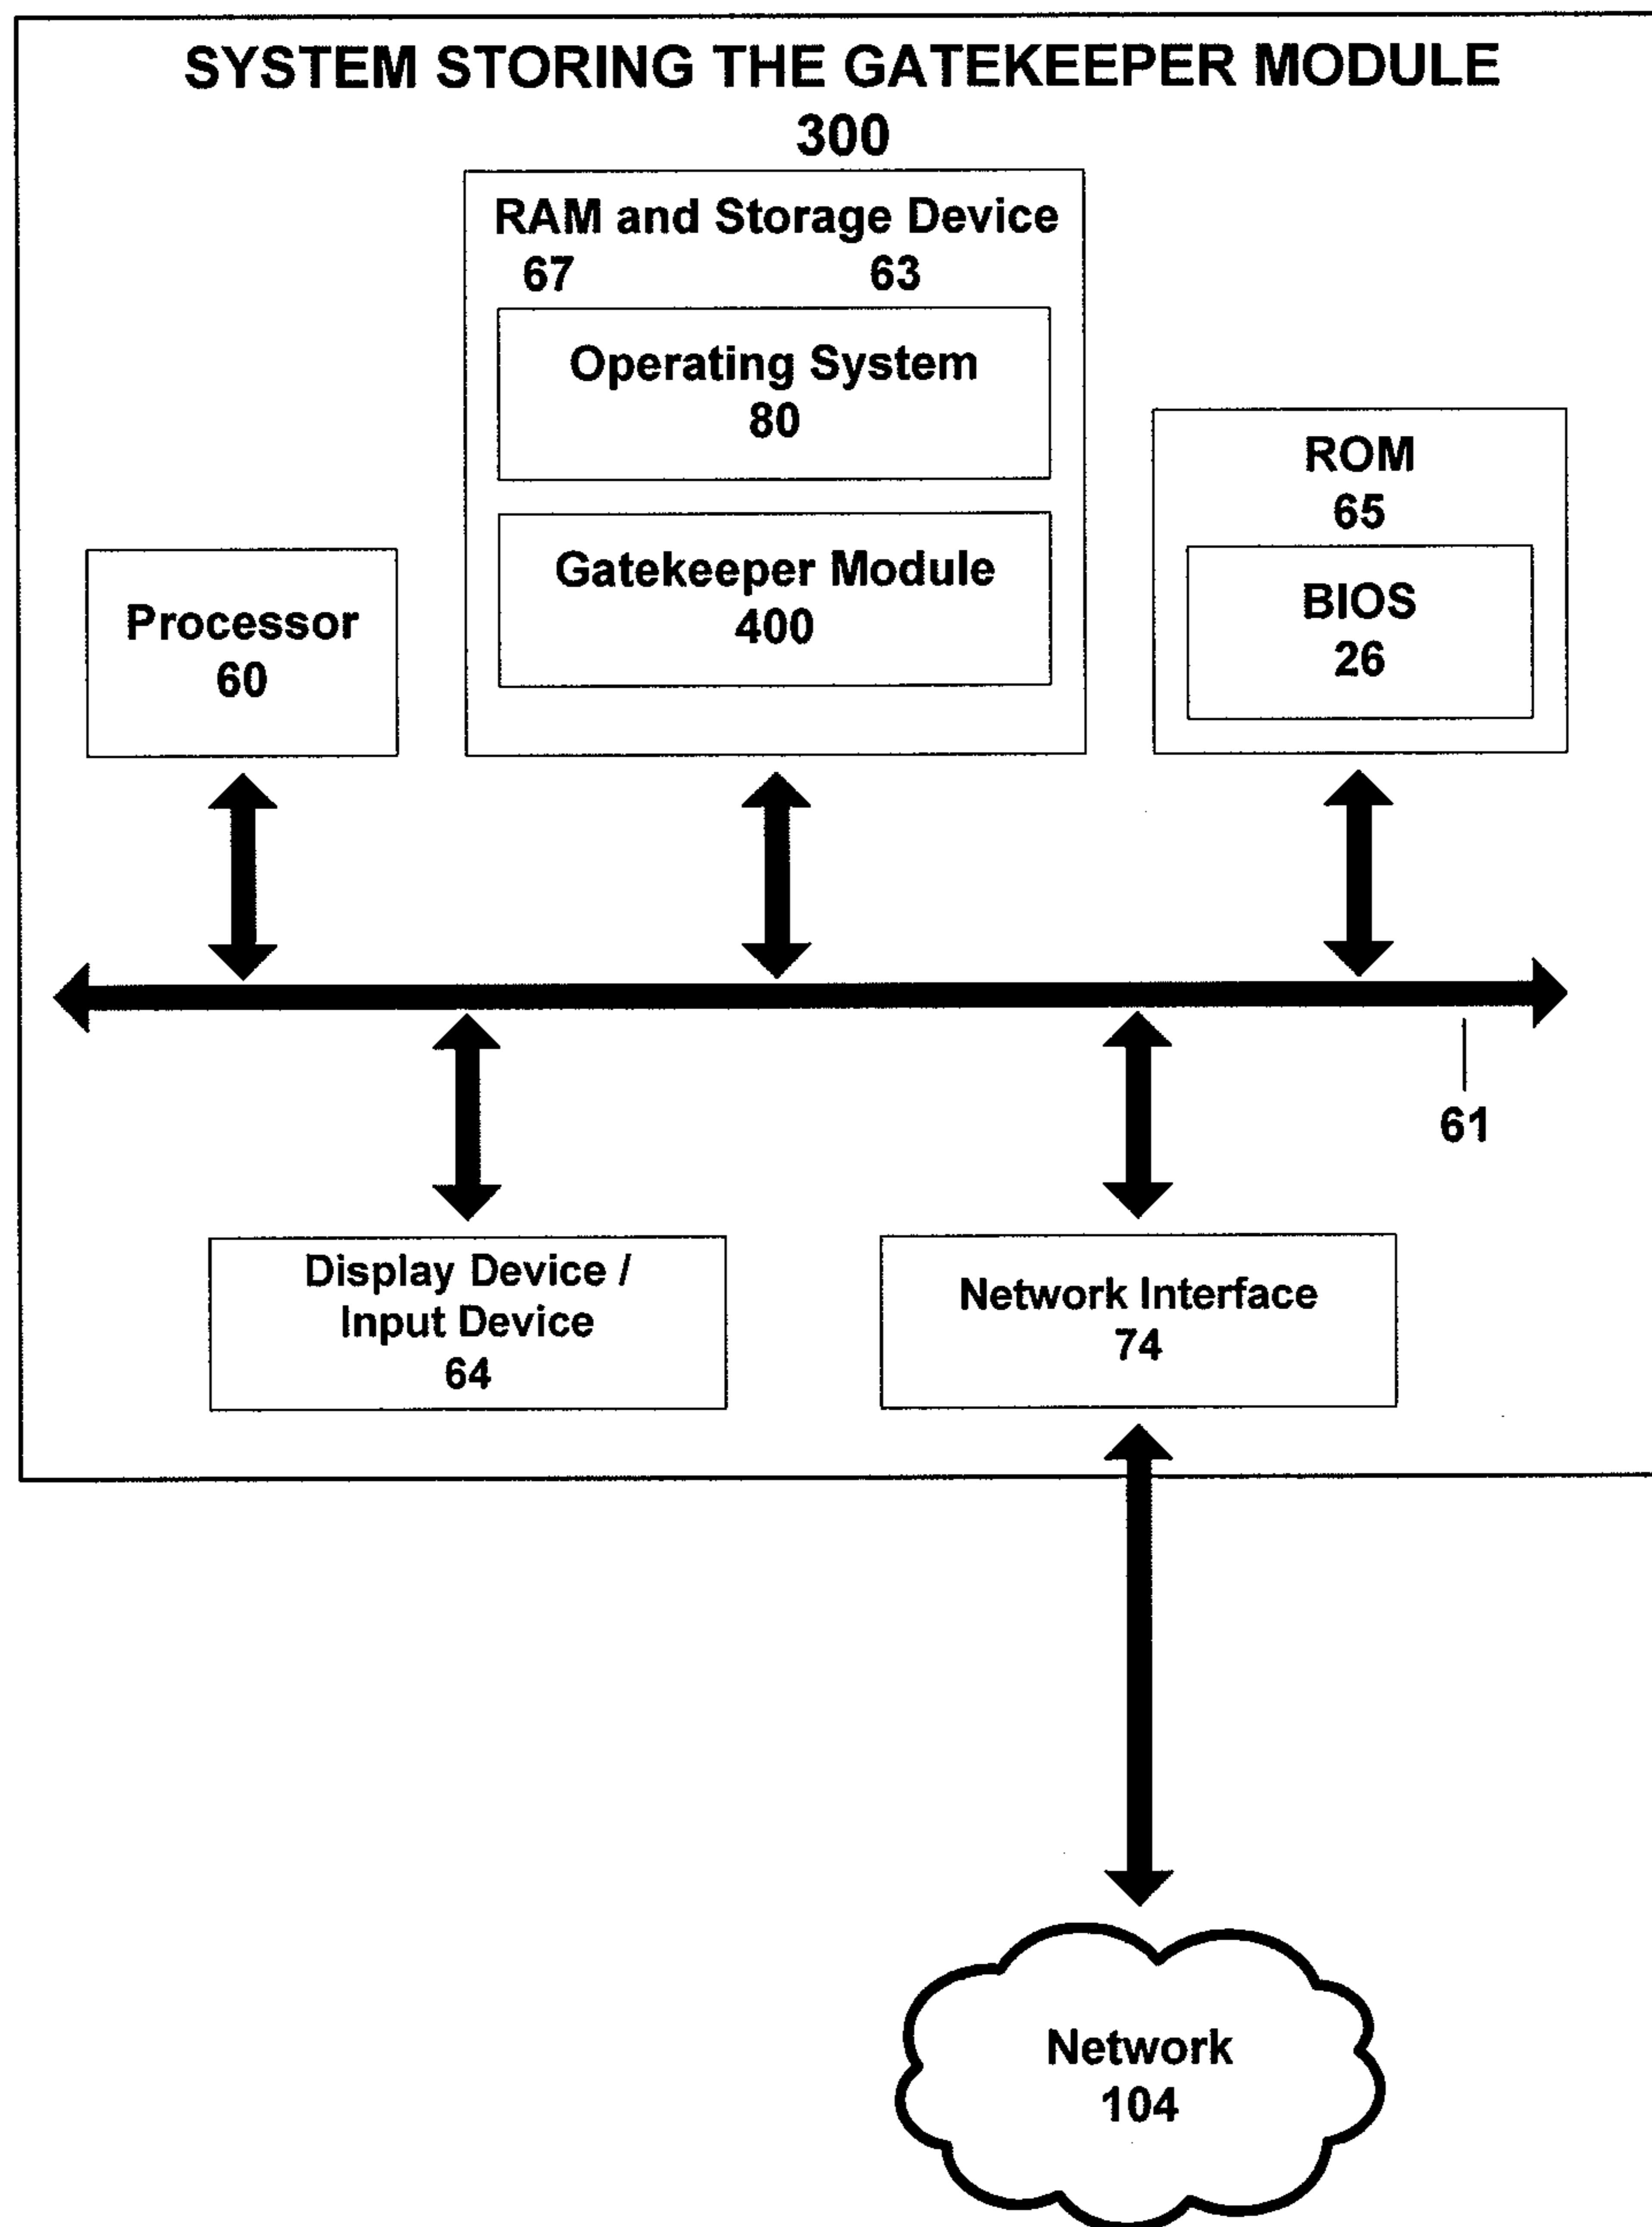 SYSTEM STORING THE GATEKEEPER MODULE
300
RAM and Storage Device
67 63
Operating System
80
Gatekeeper Module
400
ROM
65
BIOS
26
Processor
60
61
Display Device /
Input Device
64
Network Interface
74
Network
104